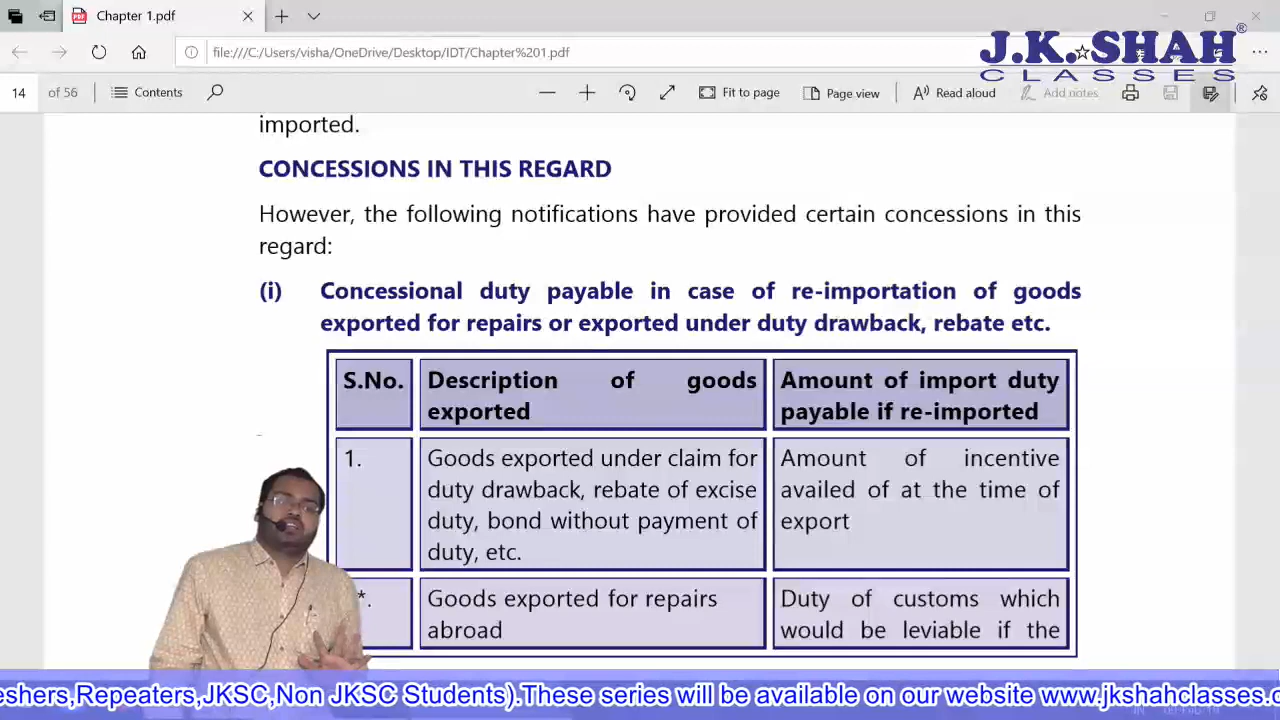 Chapter 1.pdf
file:///C:/Users/visha/OneDrive/Desktop/IDT/Chapter%201.pdf
J.K.SHAH®
CLASSES
14 of 56 Contents Fit to page Page view Read aloud Add notes
imported.
CONCESSIONS IN THIS REGARD
However, the following notifications have provided certain concessions in this
regard:
(i) Concessional duty payable in case of re-importation of goods
exported for repairs or exported under duty drawback, rebate etc.
S.No. Description of goods
exported
Amount of import duty
payable if re-imported
1. Goods exported under claim for
duty drawback, rebate of excise
duty, bond without payment of
duty, etc.
Amount of incentive
availed of at the time of
export
*. Goods exported for repairs
abroad
Duty of customs which
would be leviable if the
eshers,Repeaters,JKSC,Non JKSC Students).These series will be available on our website www.jkshahclasses.c